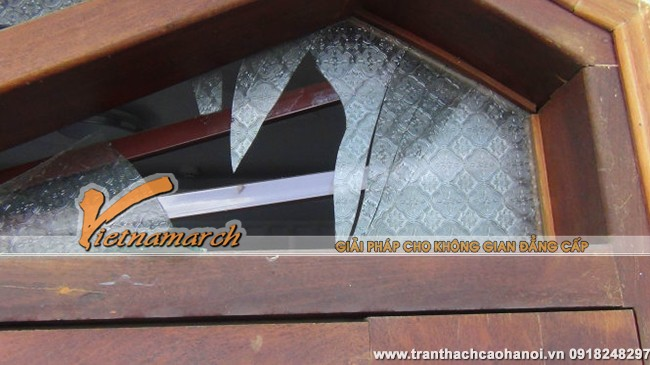 Vietnamarch
GIẢI PHÁP CHO KHÔNG GIAN ĐẲNG CẤP
www.tranthachcaohanoi.vn 0918248297